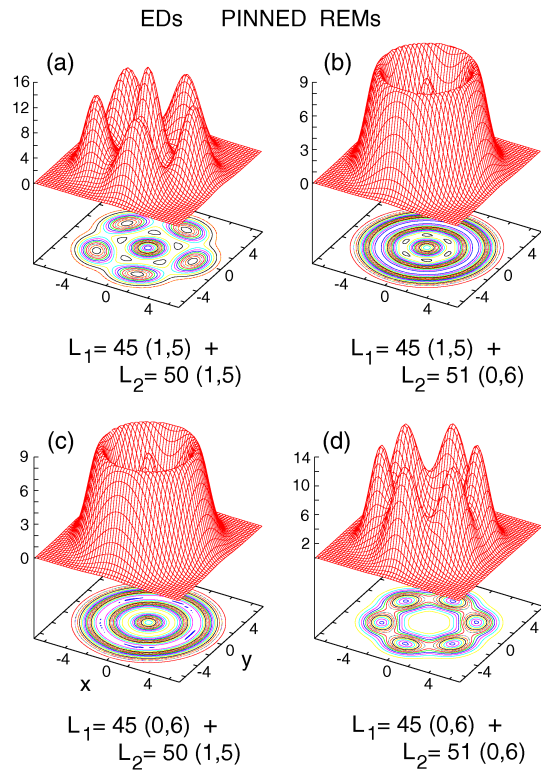 EDs PINNED REMs
(a) (b)
16 12 8 4 0
9 6 3 0
-4 0 4 -4 0 4
-4 0 4 -4 0 4
L1= 45 (1,5) +
L2= 50 (1,5)
L1= 45 (1,5) +
L2= 51 (0,6)
(c) (d)
9 6 3 0
14 12 10 8 6 4 2
-4 0 4 -4 0 4
x y
-4 0 4 -4 0 4
L1= 45 (0,6) +
L2= 50 (1,5)
L1= 45 (0,6) +
L2= 51 (0,6)